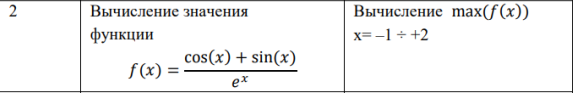 2
Вычисление значения
функции
f(x) = (cos(x) + sin(x)) / e^x
Вычисление max(f(x))
x= –1 ÷ +2